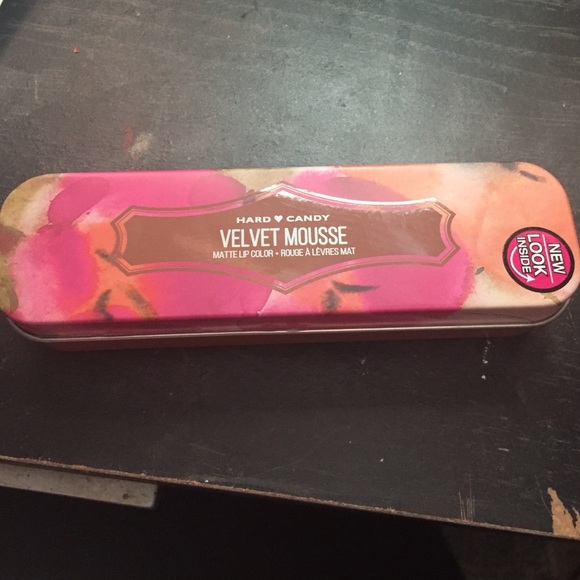 HARD ♥ CANDY
VELVET MOUSSE
MATTE LIP COLOR • ROUGE À LÈVRES MAT
NEW
LOOK
INSIDE